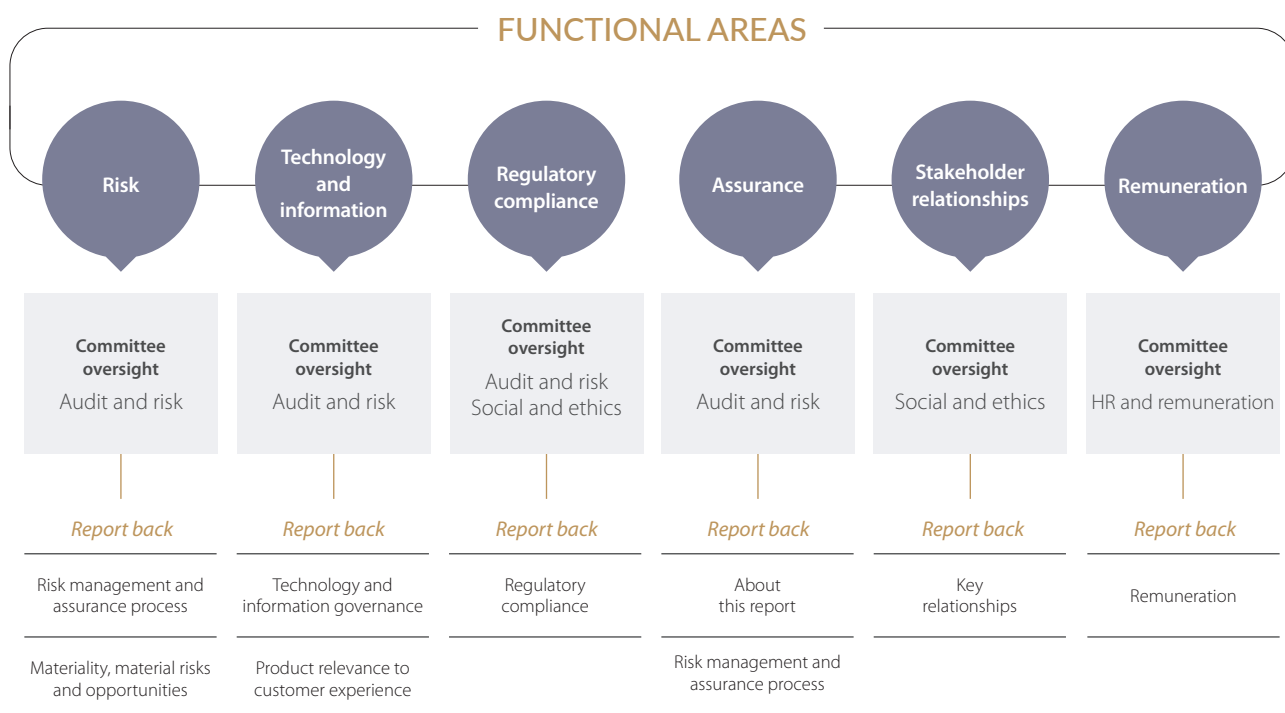 FUNCTIONAL AREAS
Risk
Technology
and
information
Regulatory
compliance
Assurance
Stakeholder
relationships
Remuneration
Committee
oversight
Audit and risk
Committee
oversight
Audit and risk
Committee
oversight
Audit and risk
Social and ethics
Committee
oversight
Audit and risk
Committee
oversight
Social and ethics
Committee
oversight
HR and remuneration
Report back
Report back
Report back
Report back
Report back
Report back
Risk management and
assurance process
Technology and
information governance
Regulatory
compliance
About
this report
Key
relationships
Remuneration
Materiality, material risks
and opportunities
Product relevance to
customer experience
Risk management and
assurance process